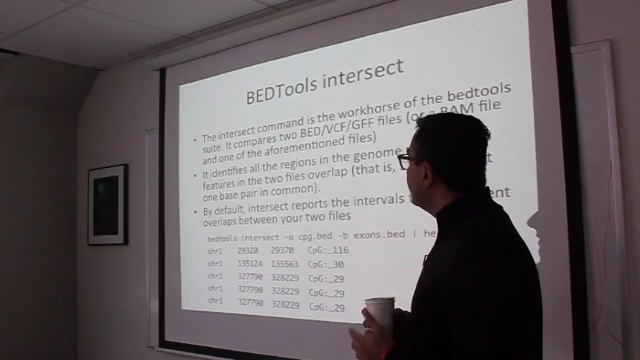 BEDTools intersect
• The intersect command is the workhorse of the bedtools
suite. It compares two BED/VCF/GFF files (or a BAM file
and one of the aforementioned files)
• It identifies all the regions in the genome
features in the two files overlap (that is,
one base pair in common).
• By default, intersect reports the intervals
overlaps between your two files
bedtools intersect -a cpg.bed -b exons.bed | he
chr1 29320 29370 CpG:_116
chr1 135124 135563 CpG:_30
chr1 327790 328229 CpG:_29
chr1 327790 328229 CpG:_29
chr1 327790 328229 CpG:_29